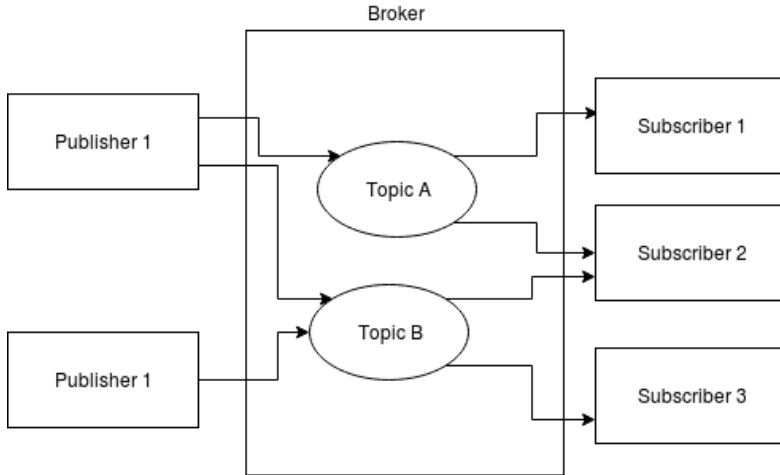 Broker
Publisher 1
Subscriber 1
Topic A
Subscriber 2
Topic B
Publisher 1
Subscriber 3